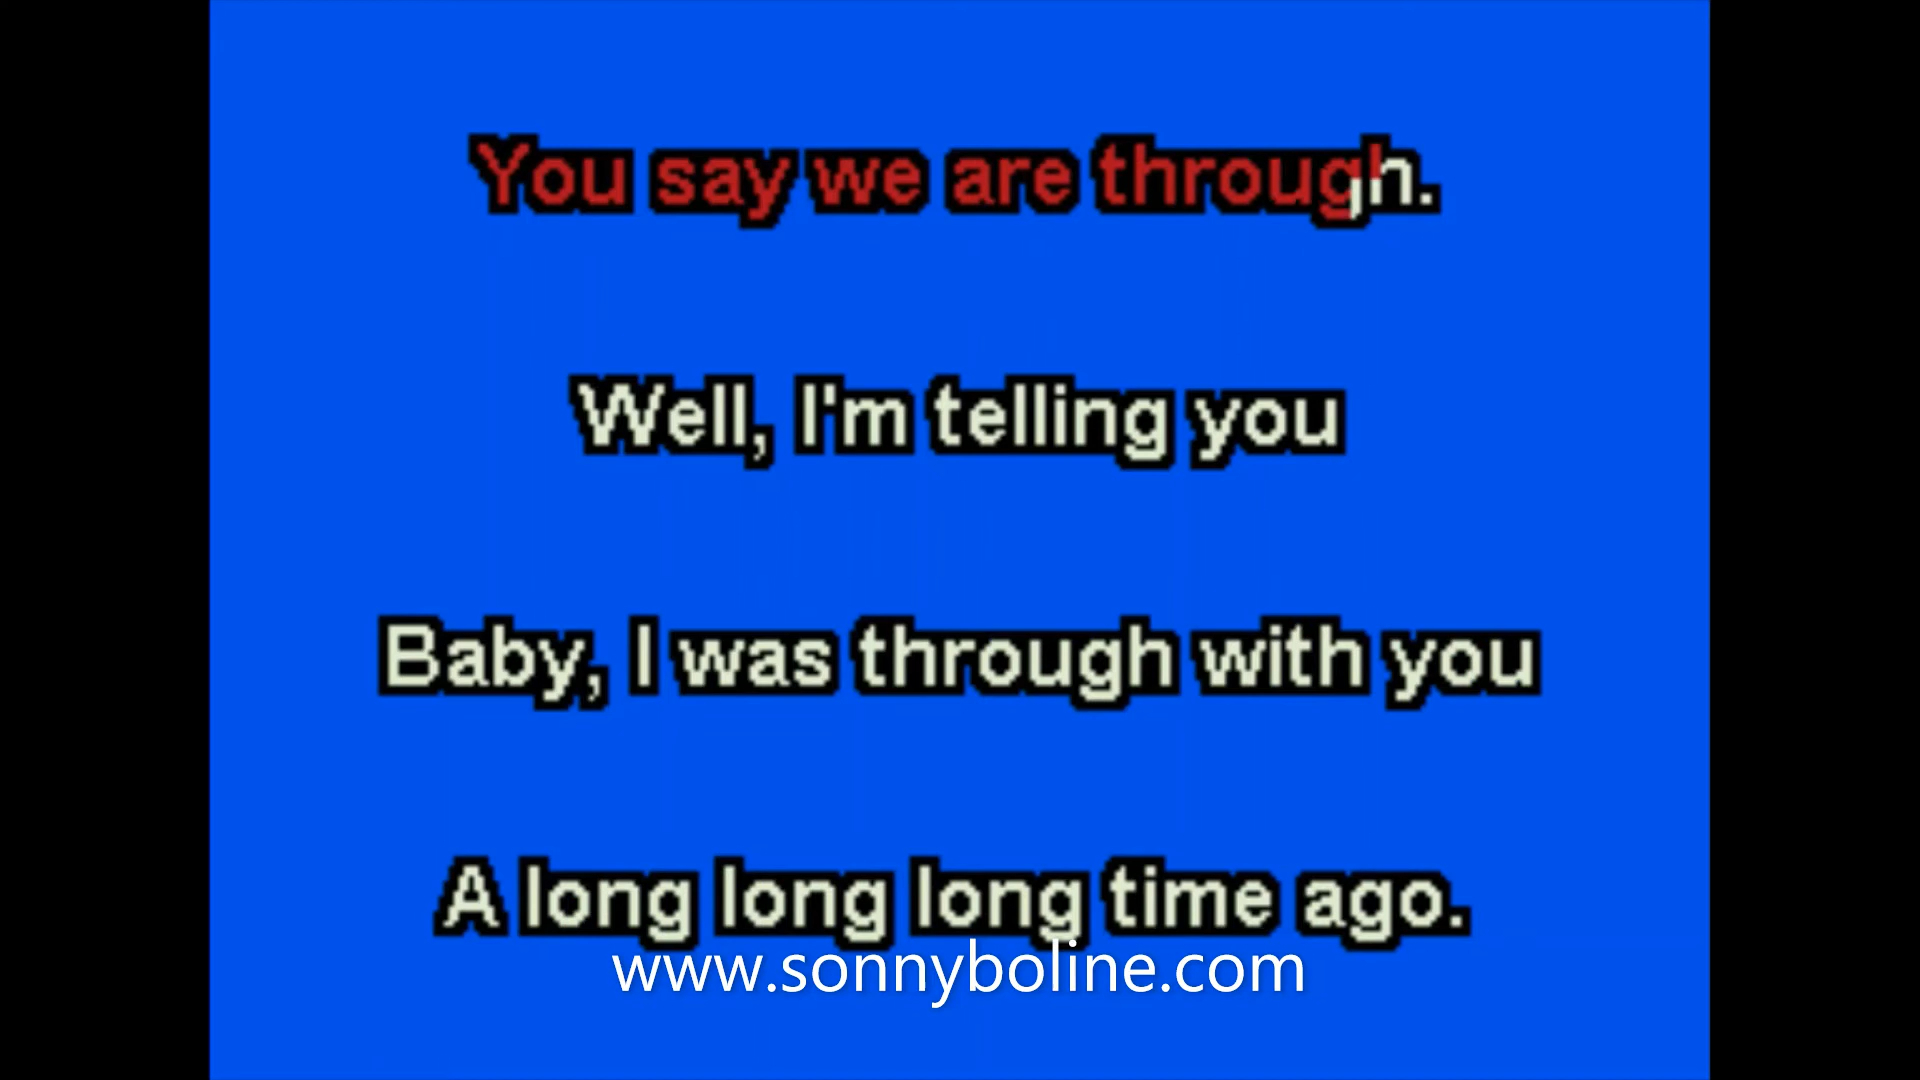 You say we are through.
Well, I'm telling you
Baby, I was through with you
A long long long time ago.
www.sonnyboline.com